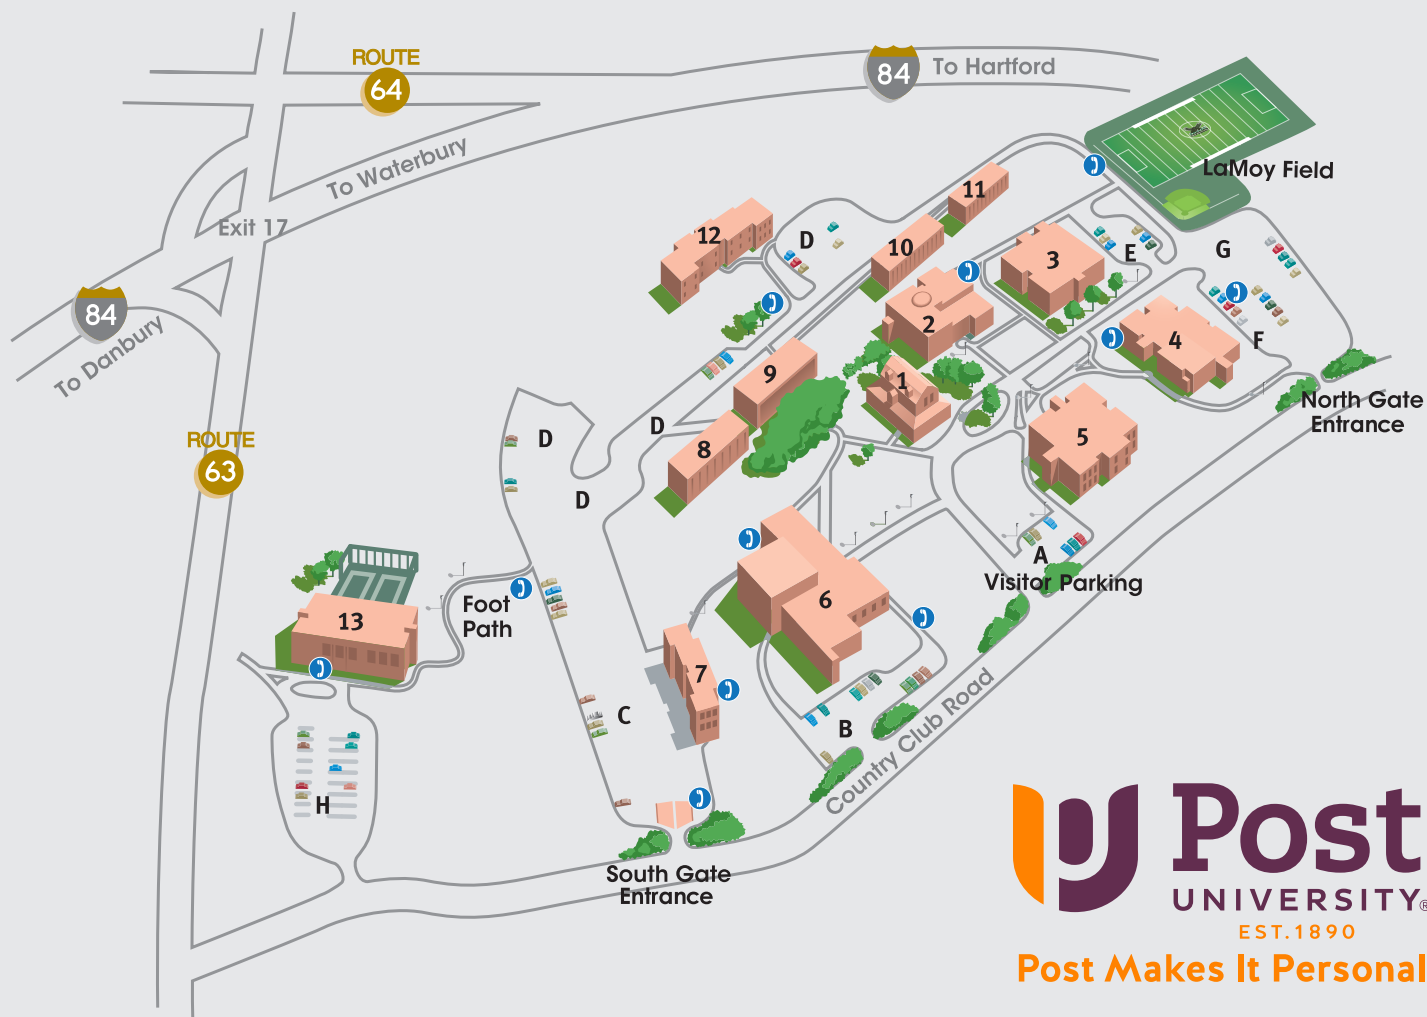 ROUTE
64
84
To Hartford
To Waterbury
Exit 17
84
To Danbury
ROUTE
63
LaMoy Field
11
12
D
10
3
E
G
2
4
F
9
1
North Gate
Entrance
D
D
8
5
D
A
Visitor Parking
6
Foot
Path
13
7
C
B
Country Club Road
H
South Gate
Entrance
Post
UNIVERSITY®
EST.1890
Post Makes It Personal